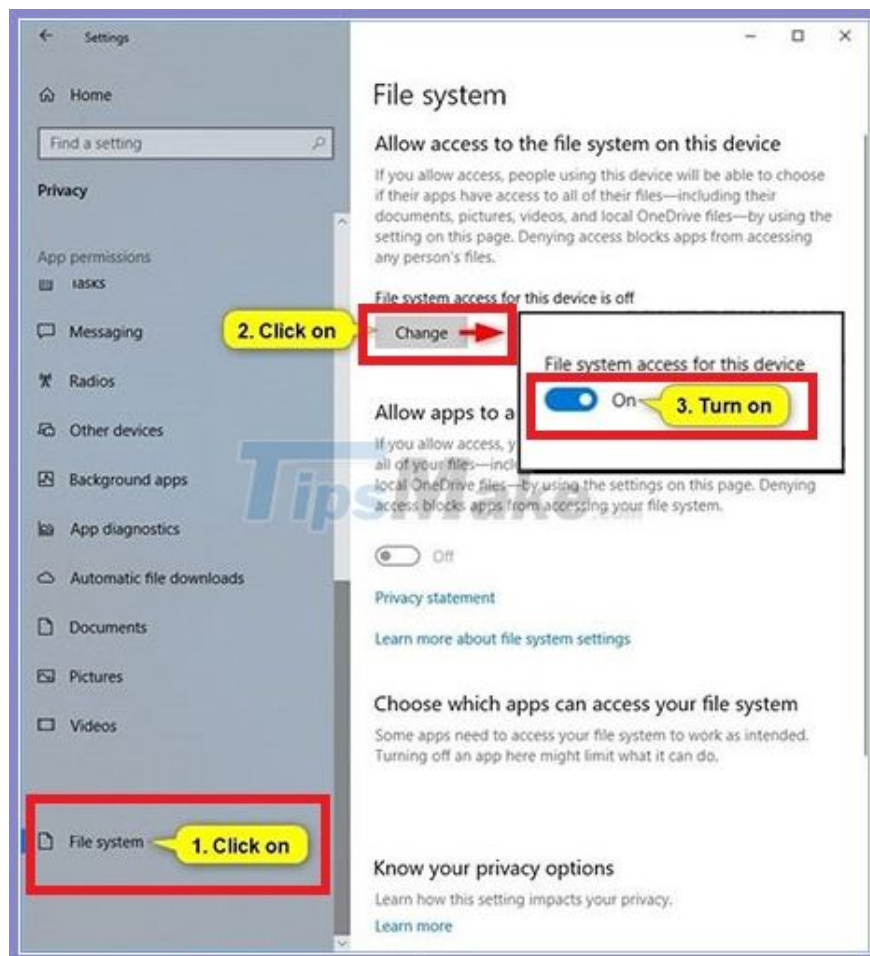 Settings
Home
Find a setting
Privacy
App permissions
Tasks
Messaging
Radios
Other devices
Background apps
App diagnostics
Automatic file downloads
Documents
Pictures
Videos
File system
1. Click on
File system
Allow access to the file system on this device
If you allow access, people using this device will be able to choose
if their apps have access to all of their files—including their
documents, pictures, videos, and local OneDrive files—by using the
setting on this page. Denying access blocks apps from accessing
any person's files.
File system access for this device is off
2. Click on
Change
File system access for this device
On
3. Turn on
Allow apps to a
If you allow access, y
all of your files—incl
local OneDrive files—by using the settings on this page. Denying
access blocks apps from accessing your file system.
Off
Privacy statement
Learn more about file system settings
Choose which apps can access your file system
Some apps need to access your file system to work as intended.
Turning off an app here might limit what it can do.
Know your privacy options
Learn how this setting impacts your privacy.
Learn more
TipsMake.com